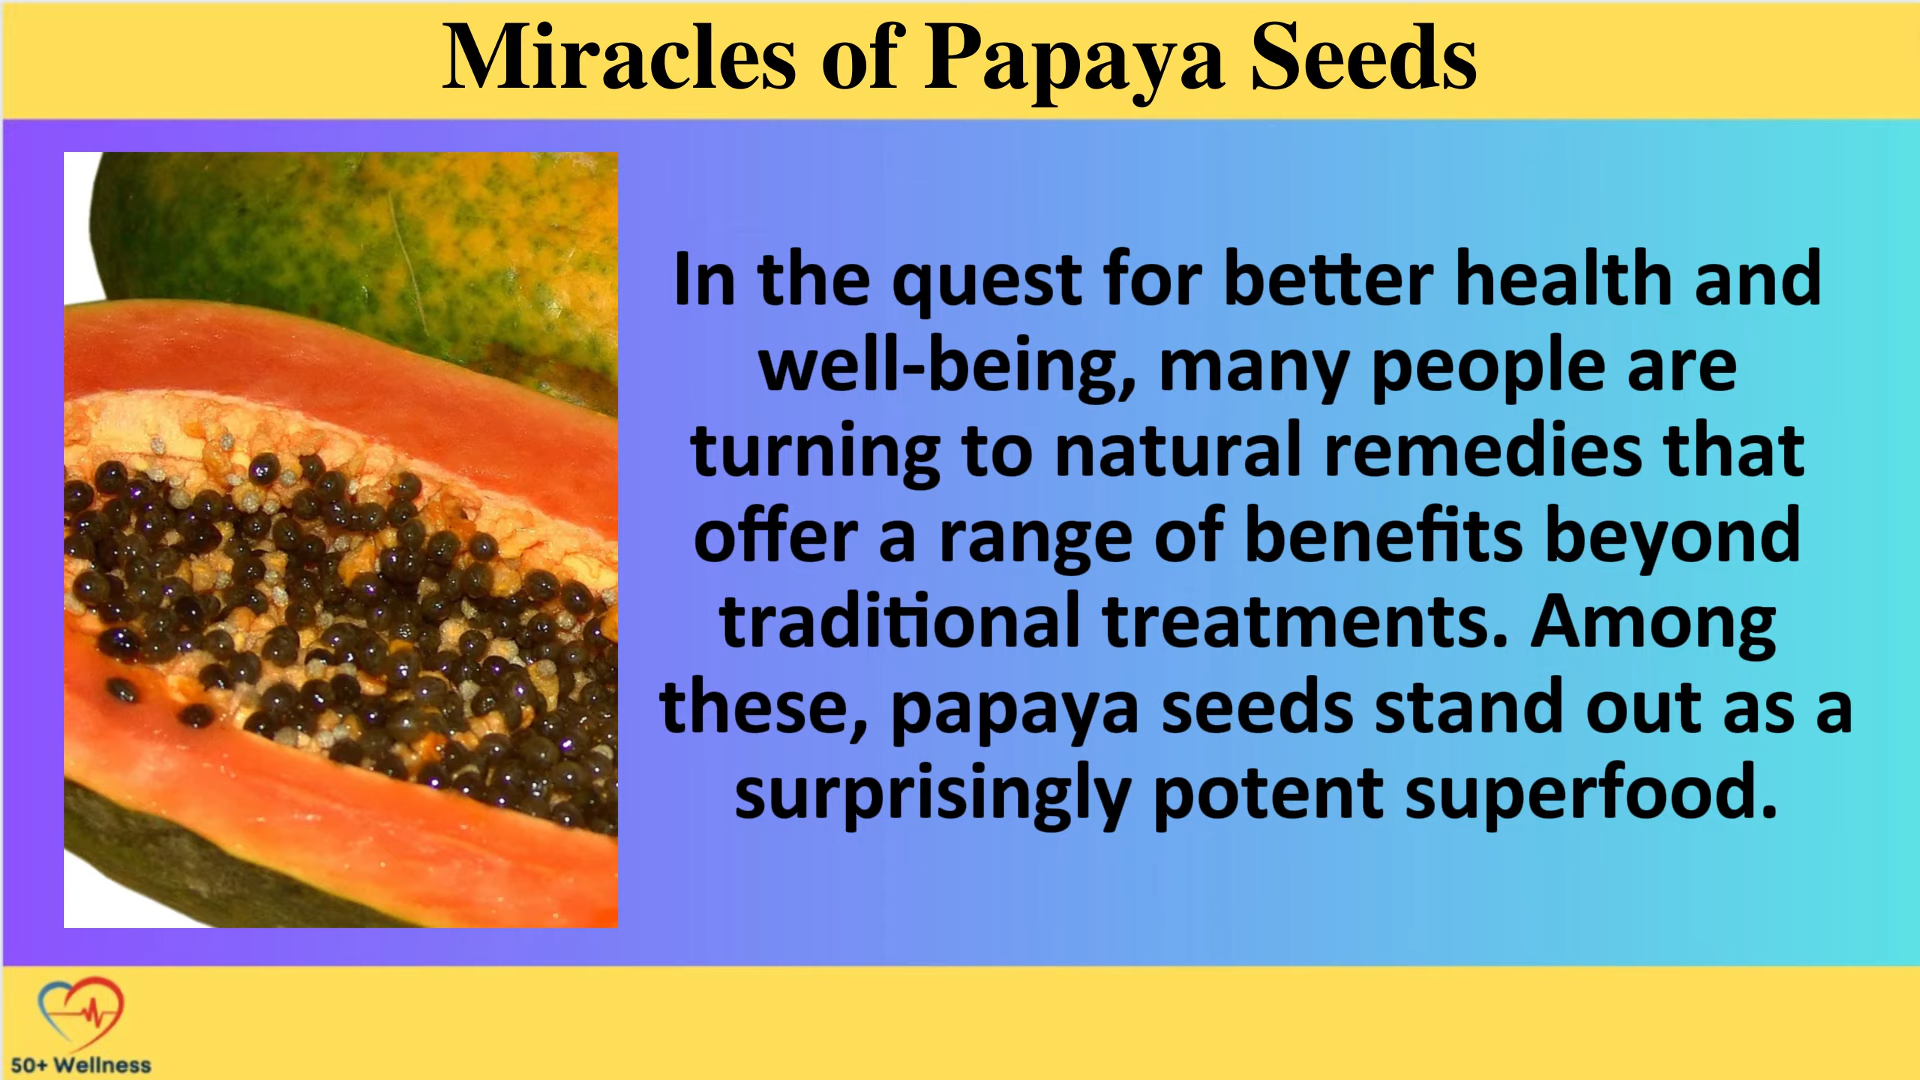 Miracles of Papaya Seeds
In the quest for better health and
well-being, many people are
turning to natural remedies that
offer a range of benefits beyond
traditional treatments. Among
these, papaya seeds stand out as a
surprisingly potent superfood.
50+ Wellness